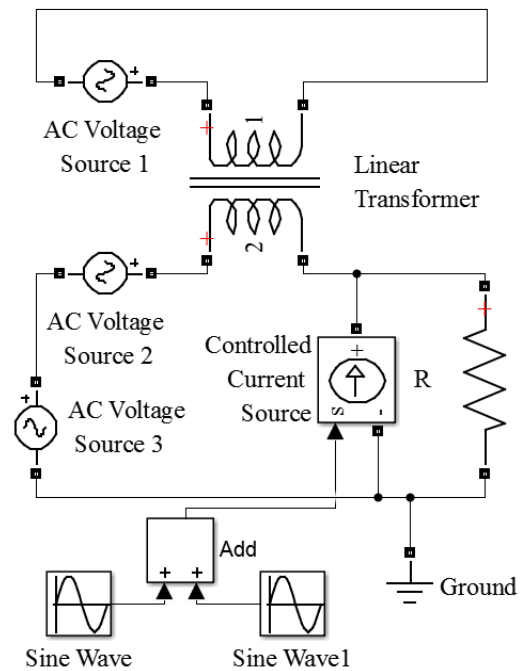 +
AC Voltage
Source 1
+
1
Linear
Transformer
+
2
+
AC Voltage
Source 2
+
Controlled
Current
Source
+
s
-
R
+
AC Voltage
Source 3
Add
+ +
Ground
Sine Wave
Sine Wave1